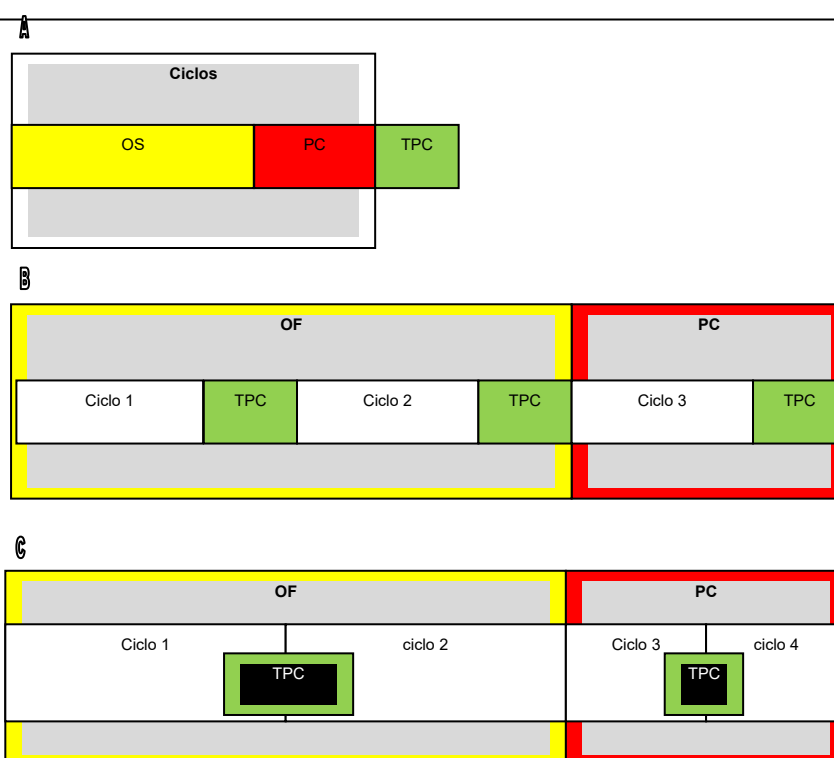 A
Ciclos
OS PC TPC
B
OF PC
Ciclo 1 TPC Ciclo 2 TPC Ciclo 3 TPC
C
OF PC
Ciclo 1 ciclo 2 Ciclo 3 ciclo 4
TPC TPC